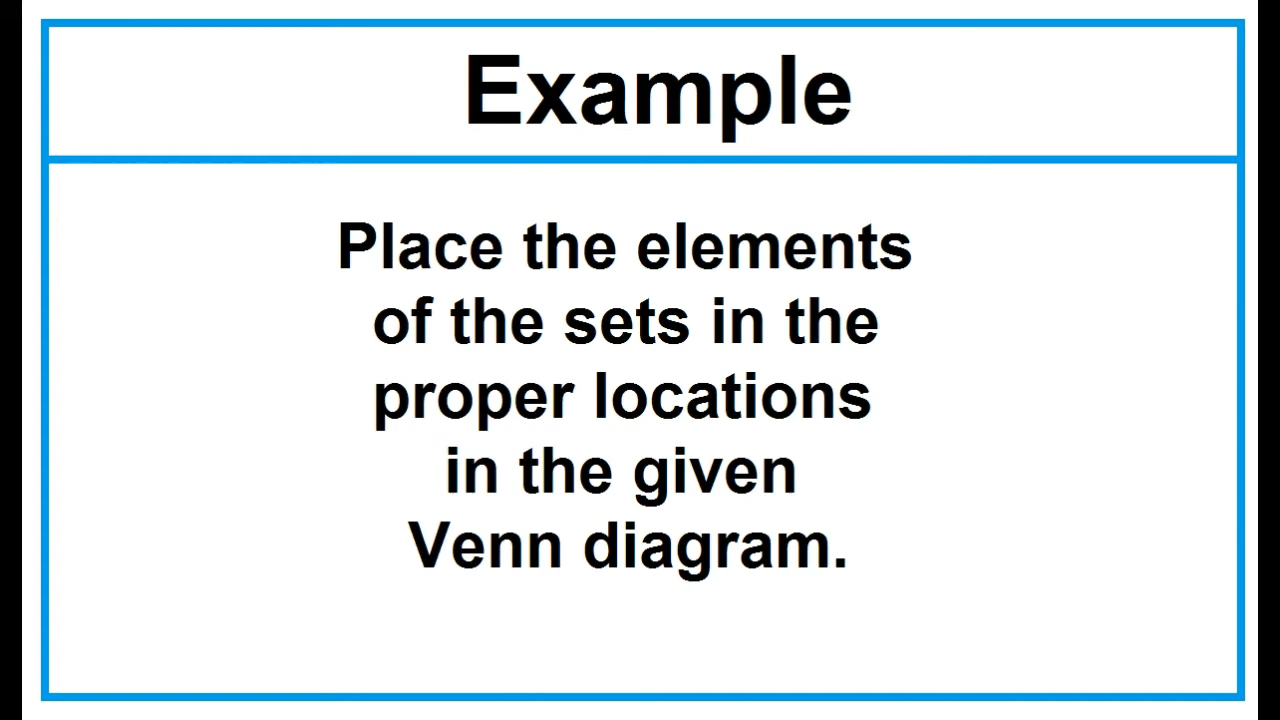 Example
Place the elements
of the sets in the
proper locations
in the given
Venn diagram.